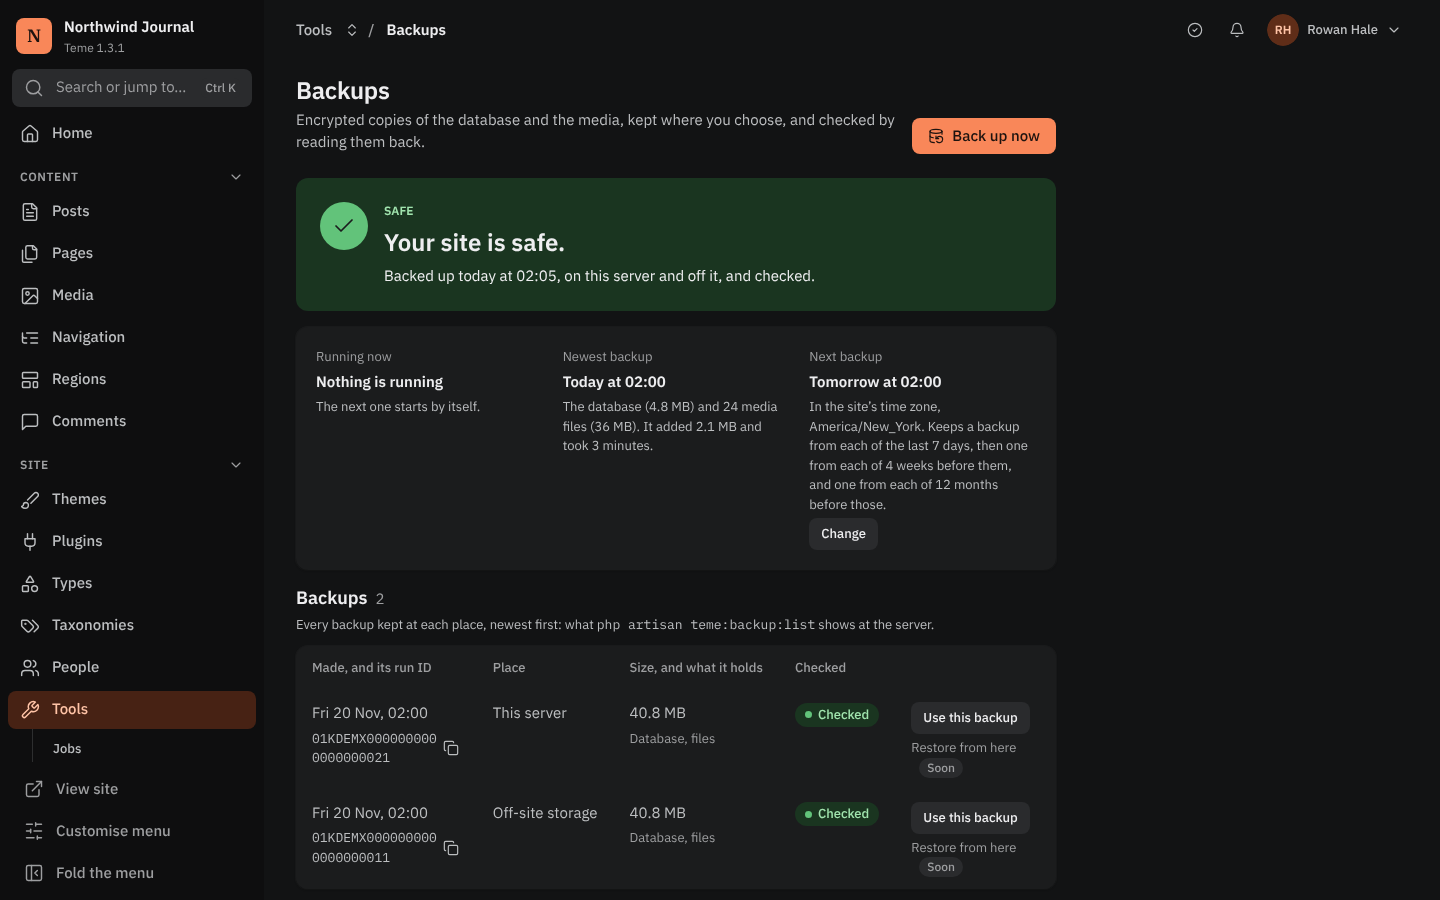 N
Northwind Journal
Teme 1.3.1
Search or jump to... Ctrl K
Home
CONTENT
Posts
Pages
Media
Navigation
Regions
Comments
SITE
Themes
Plugins
Types
Taxonomies
People
Tools
Jobs
View site
Customise menu
Fold the menu
Tools / Backups
RH Rowan Hale
Backups
Encrypted copies of the database and the media, kept where you choose, and checked by
reading them back.
Back up now
SAFE
Your site is safe.
Backed up today at 02:05, on this server and off it, and checked.
Running now
Nothing is running
The next one starts by itself.
Newest backup
Today at 02:00
The database (4.8 MB) and 24 media
files (36 MB). It added 2.1 MB and
took 3 minutes.
Next backup
Tomorrow at 02:00
In the site’s time zone,
America/New_York. Keeps a backup
from each of the last 7 days, then one
from each of 4 weeks before them,
and one from each of 12 months
before those.
Change
Backups 2
Every backup kept at each place, newest first: what php artisan teme:backup:list shows at the server.
Made, and its run ID Place Size, and what it holds Checked
Fri 20 Nov, 02:00 This server 40.8 MB Checked Use this backup
01KDEMX000000000 Database, files Restore from here
0000000021 Soon
Fri 20 Nov, 02:00 Off-site storage 40.8 MB Checked Use this backup
01KDEMX000000000 Database, files Restore from here
0000000011 Soon